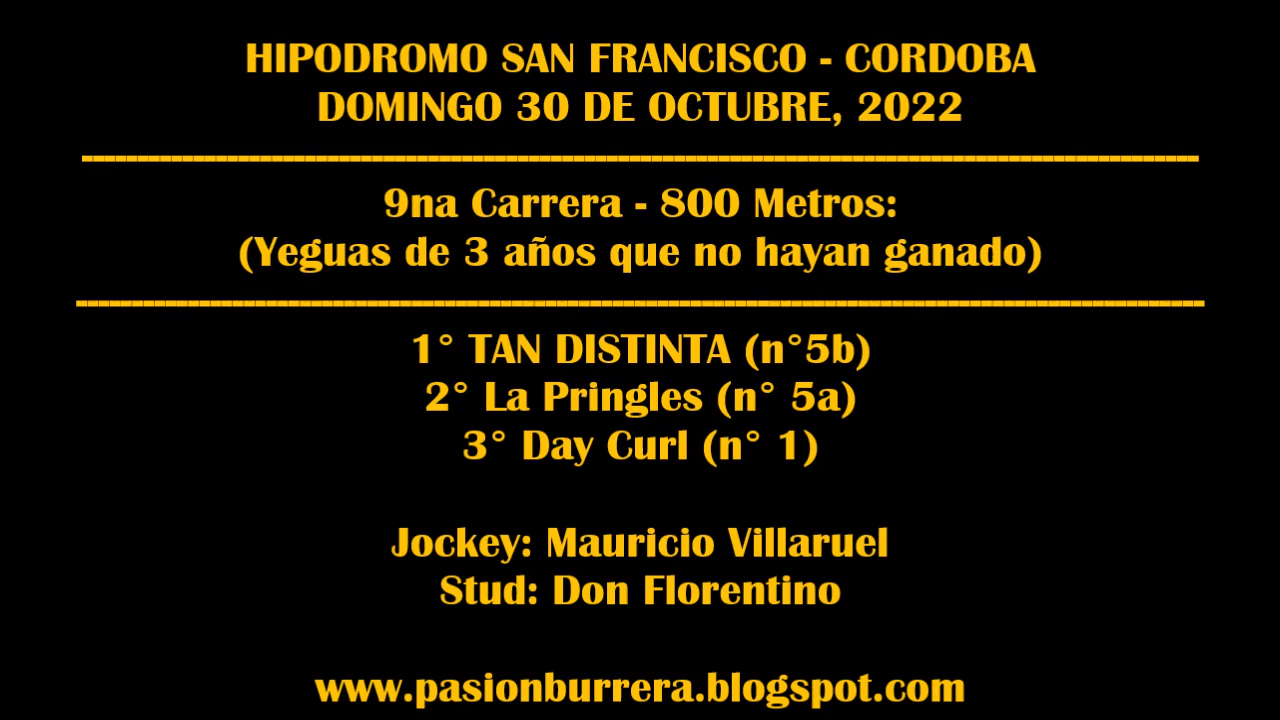 HIPODROMO SAN FRANCISCO - CORDOBA
DOMINGO 30 DE OCTUBRE, 2022
9na Carrera - 800 Metros:
(Yeguas de 3 años que no hayan ganado)
1° TAN DISTINTA (n°5b)
2° La Pringles (n° 5a)
3° Day Curl (n° 1)
Jockey: Mauricio Villaruel
Stud: Don Florentino
www.pasionburrera.blogspot.com